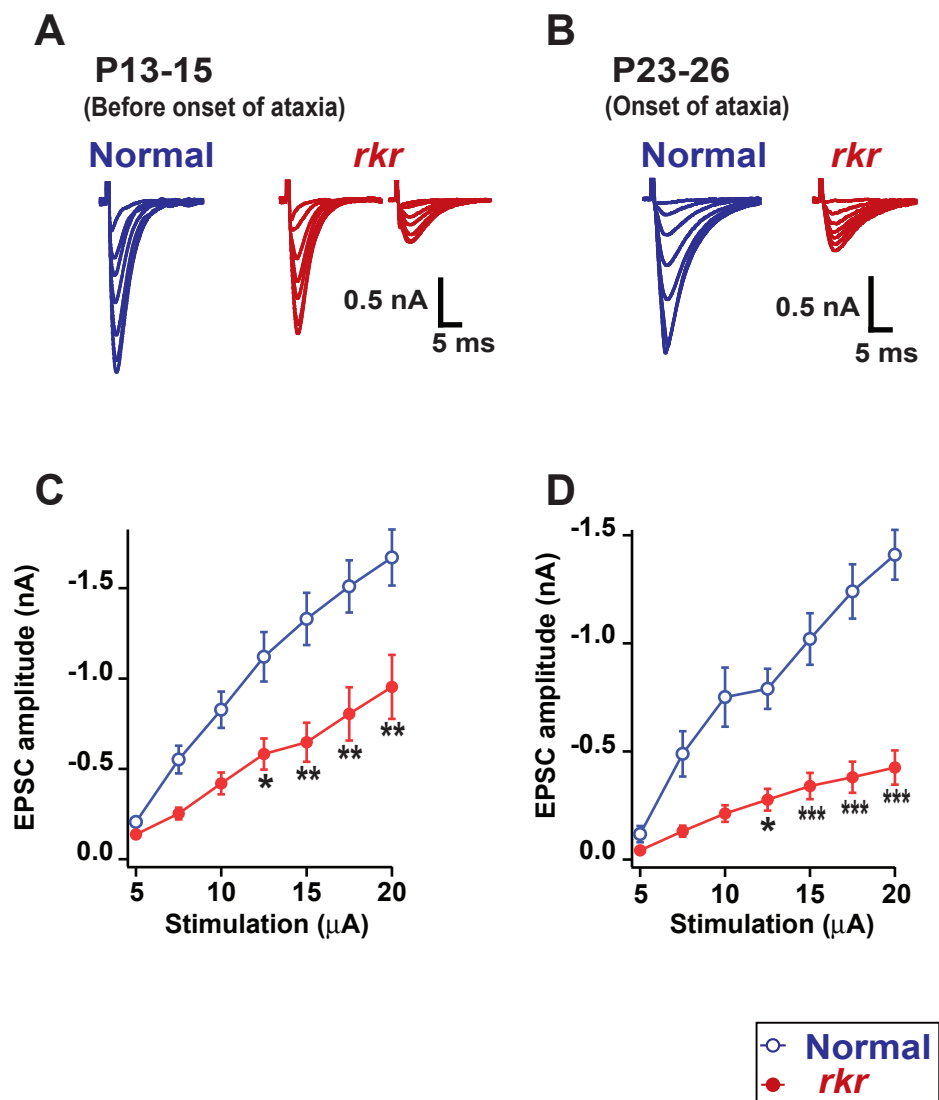 A
P13-15
(Before onset of ataxia)
Normal
rkr
0.5 nA
5 ms
B
P23-26
(Onset of ataxia)
Normal
rkr
0.5 nA
5 ms
C
EPSC amplitude (nA)
-1.5
-1.0
-0.5
0.0
*
**
**
**
5
10
15
20
Stimulation (μA)
D
EPSC amplitude (nA)
-1.5
-1.0
-0.5
0.0
*
***
***
***
5
10
15
20
Stimulation (μA)
Normal
rkr